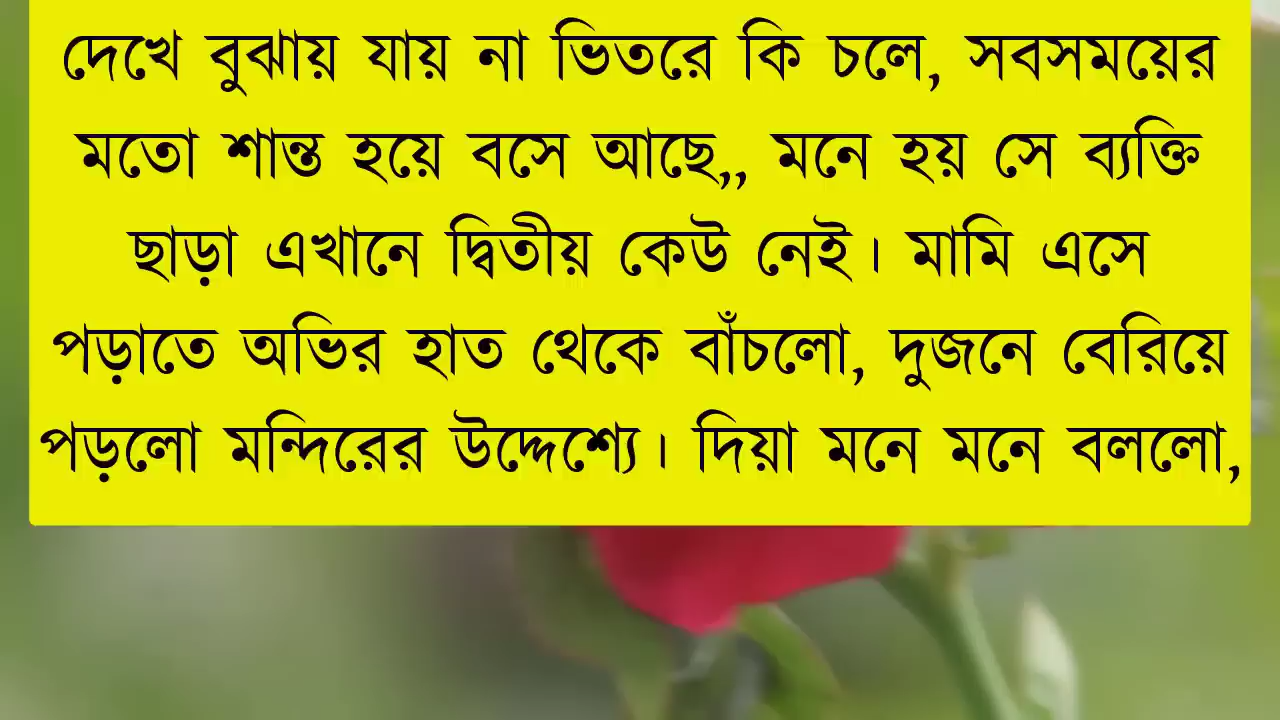 দেখে বুঝায় যায় না ভিতরে কি চলে, সবসময়ের
মতো শান্ত হয়ে বসে আছে,, মনে হয় সে ব্যক্তি
ছাড়া এখানে দ্বিতীয় কেউ নেই। মামি এসে
পড়াতে অভির হাত থেকে বাঁচলো, দুজনে বেরিয়ে
পড়লো মন্দিরের উদ্দেশ্যে। দিয়া মনে মনে বললো,